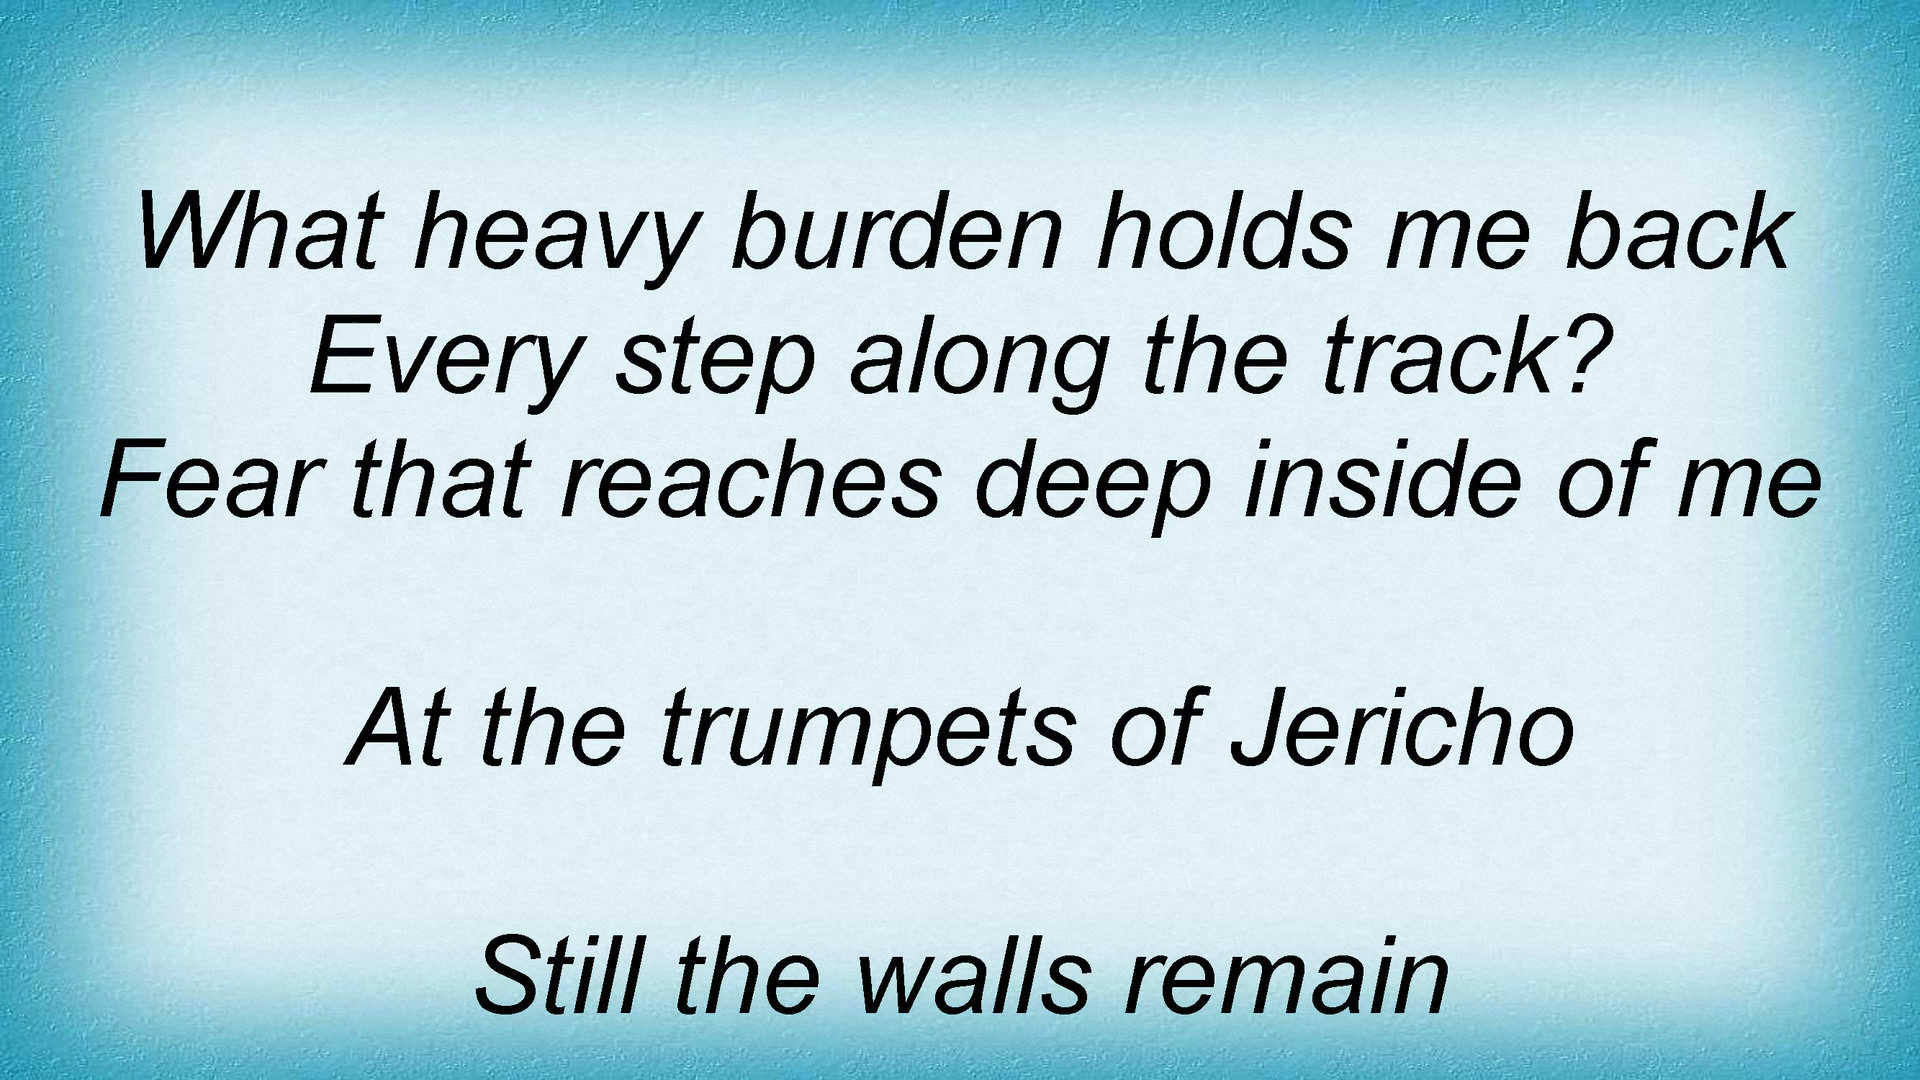 What heavy burden holds me back
Every step along the track?
Fear that reaches deep inside of me
At the trumpets of Jericho
Still the walls remain